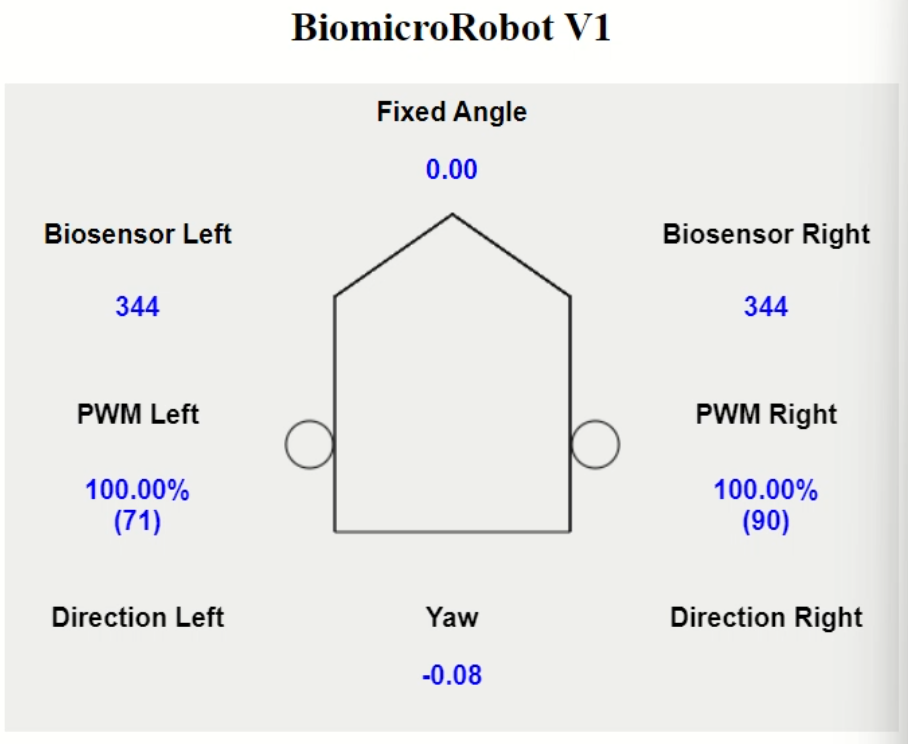 BiomicroRobot V1
Fixed Angle
0.00
Biosensor Left
Biosensor Right
344
344
PWM Left
PWM Right
100.00%
(71)
100.00%
(90)
Direction Left
Yaw
Direction Right
-0.08